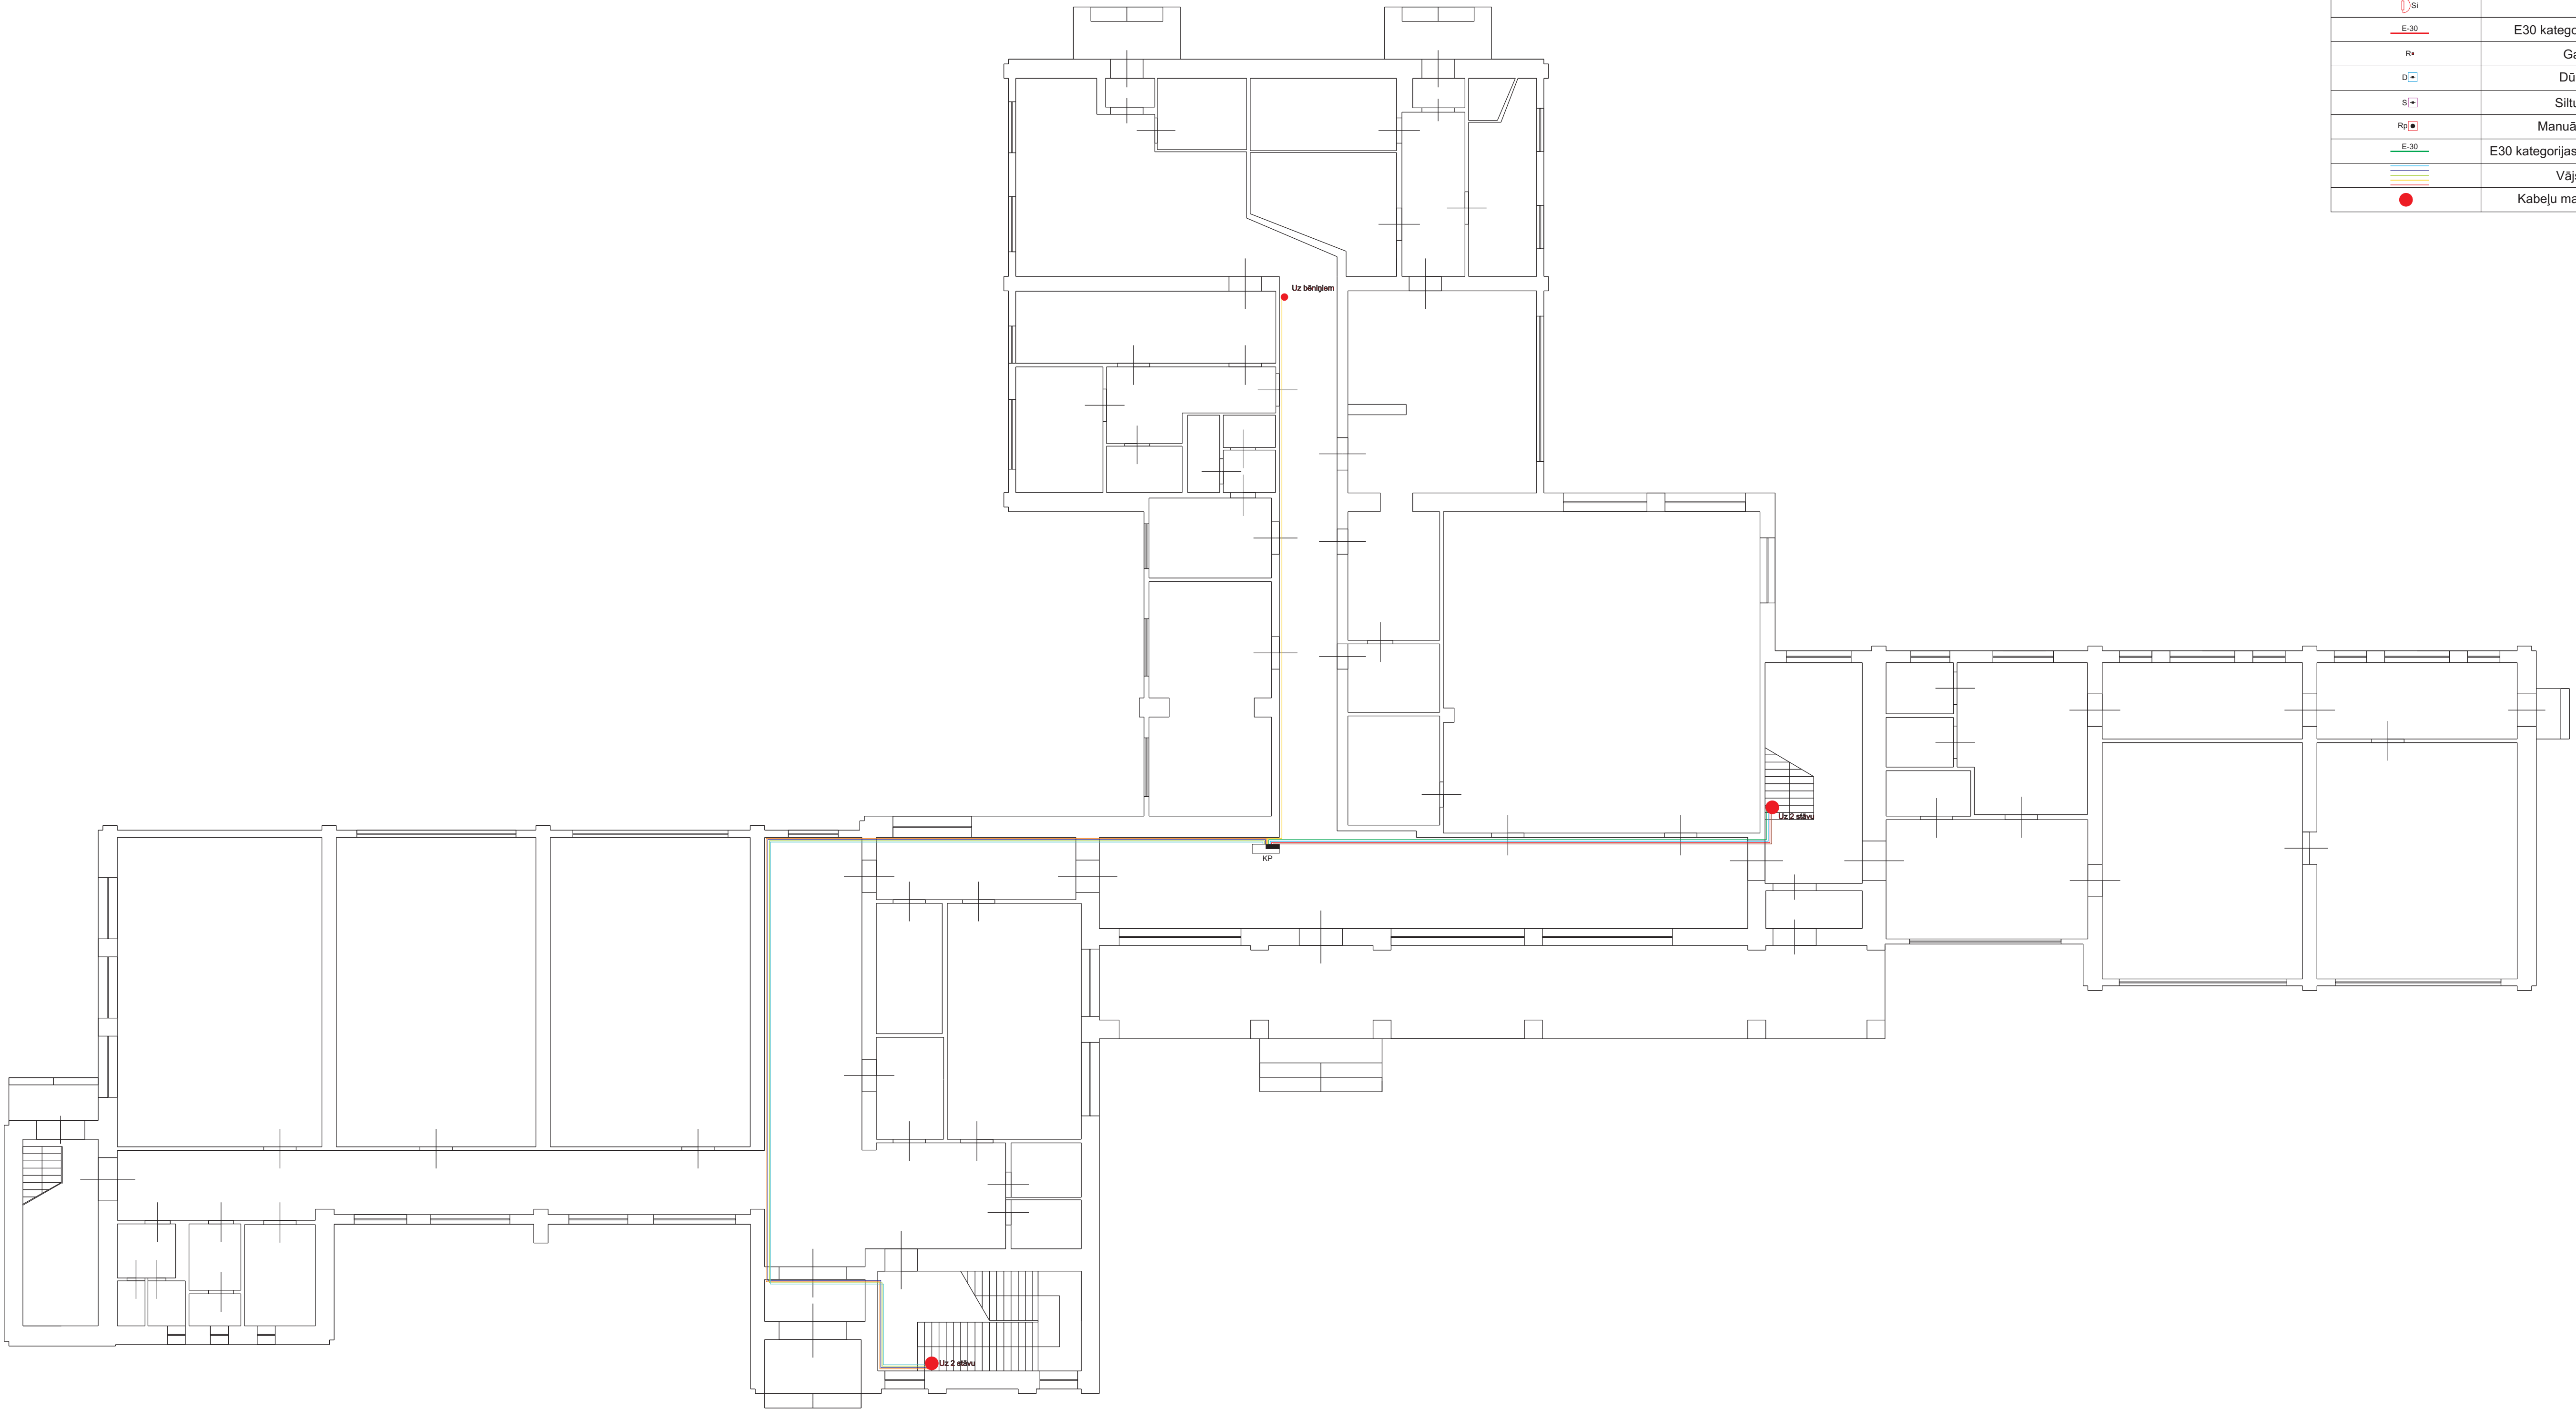 Si
E-30 E30 katego
R Ga
D Dū
S Silt
Rp Manuā
E-30 E30 kategorijas
Vāj
Kabeļu ma
Uz bēniņiem
Uz 2 stāvu
KP
Uz 2 stāvu